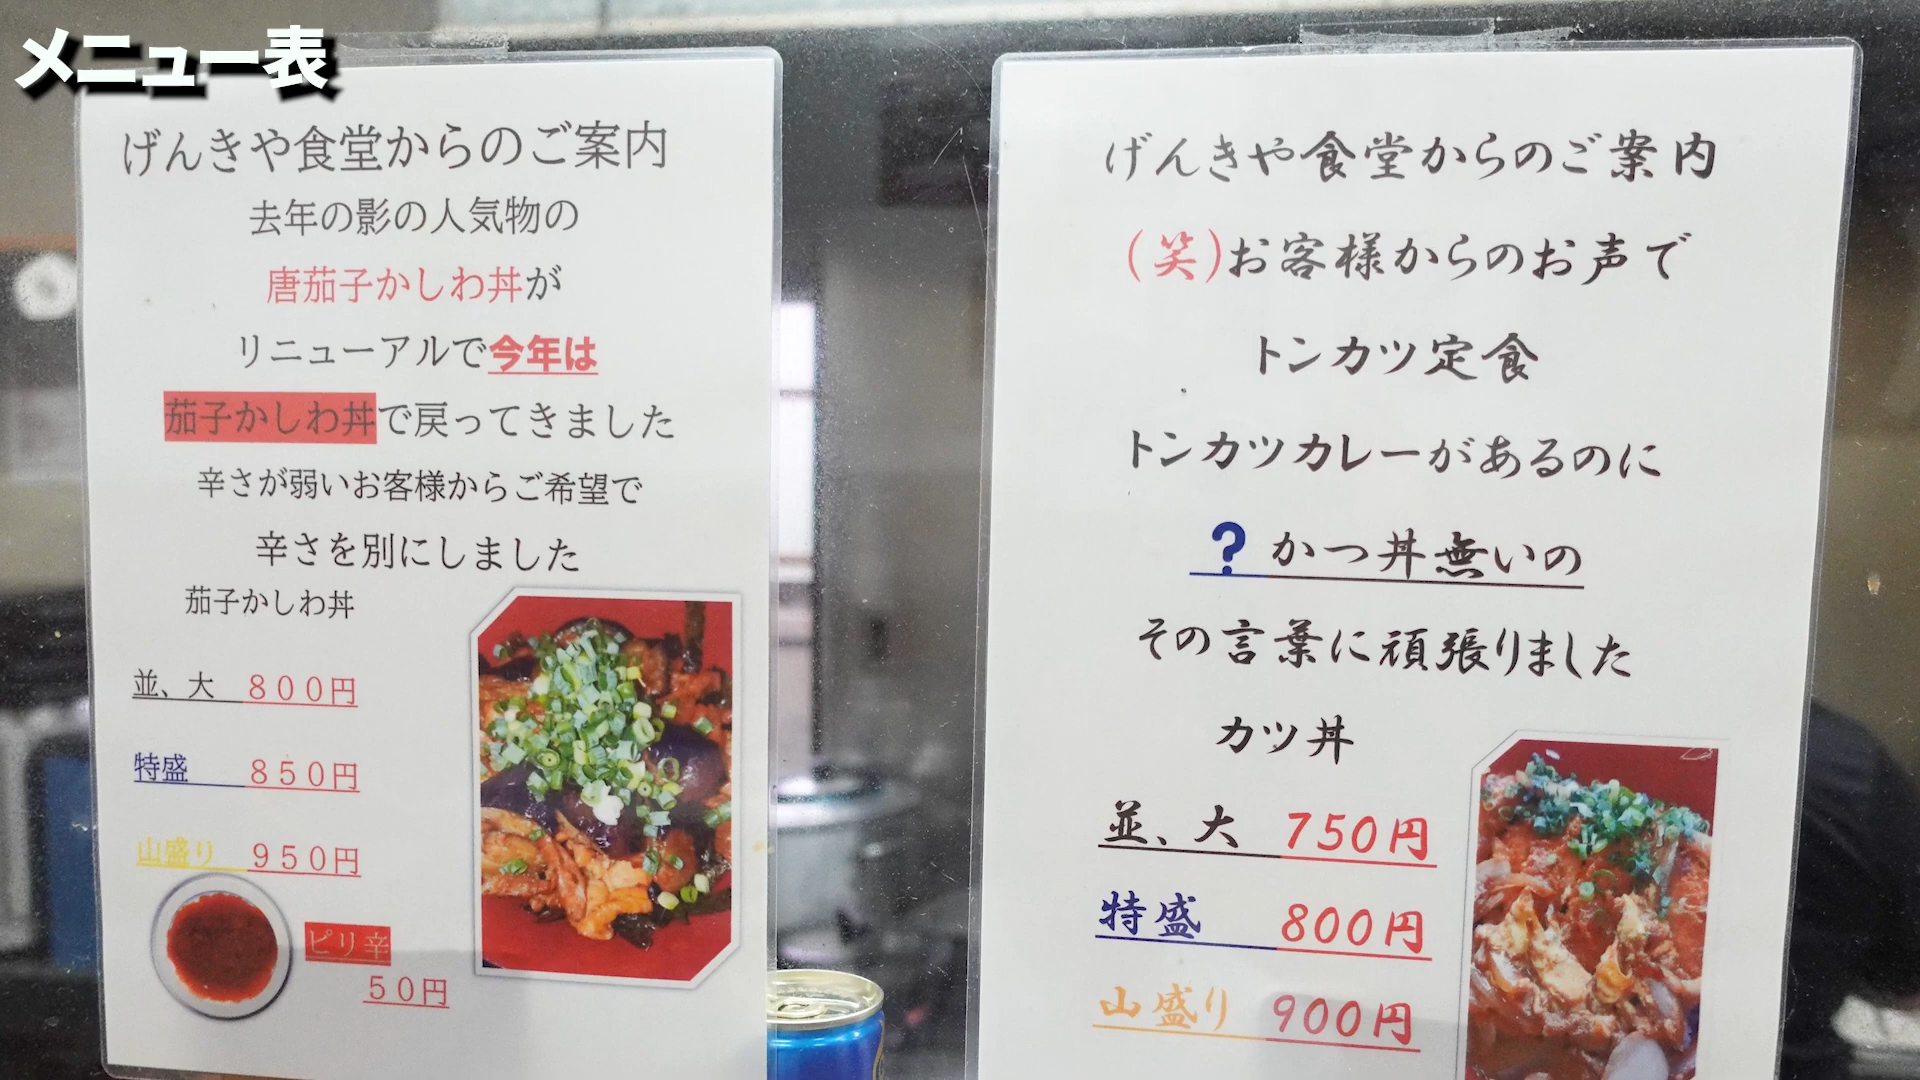 メニュー表
げんきや食堂からのご案内
去年の影の人気物の
唐茄子かしわ丼が
リニューアルで今年は
茄子かしわ丼で戻ってきました
辛さが弱いお客様からご希望で
辛さを別にしました
茄子かしわ丼
並、大 800円
特盛 850円
山盛り 950円
ピリ辛
50円
げんきや食堂からのご案内
(笑)お客様からのお声で
トンカツ定食
トンカツカレーがあるのに
?かつ丼無いの
その言葉に頑張りました
カツ丼
並、大 750円
特盛 800円
山盛り 900円